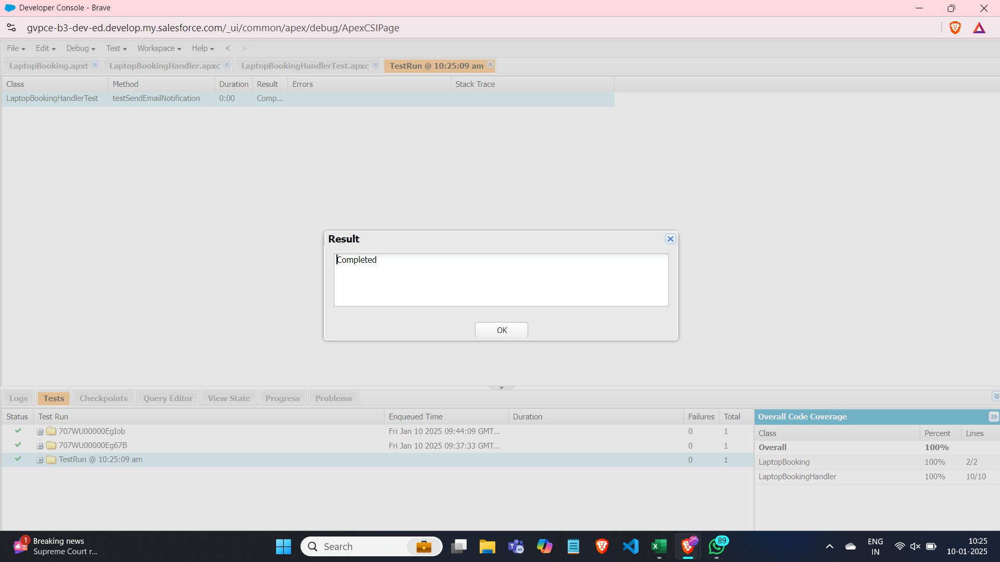 Developer Console - Brave
gvpce-b3-dev-ed.develop.my.salesforce.com/_ui/common/apex/debug/ApexCSIPage
File Edit Debug Test Workspace Help < >
LaptopBooking.apxt LaptopBookingHandler.apxc LaptopBookingHandlerTest.apxc TestRun @ 10:25:09 am
Class Method Duration Result Errors Stack Trace
LaptopBookingHandlerTest testSendEmailNotification 0:00 Comp...
Result
Completed
OK
Logs Tests Checkpoints Query Editor View State Progress Problems
Status Test Run Enqueued Time Duration Failures Total
707WU00000EgIob Fri Jan 10 2025 09:44:09 GMT... 0 1
707WU00000Eg67B Fri Jan 10 2025 09:37:33 GMT... 0 1
TestRun @ 10:25:09 am 0 1
Overall Code Coverage
Class Percent Lines
Overall 100%
LaptopBooking 100% 2/2
LaptopBookingHandler 100% 10/10
1
Breaking news
Supreme Court r...
Search
89
ENG
IN
10:25
10-01-2025